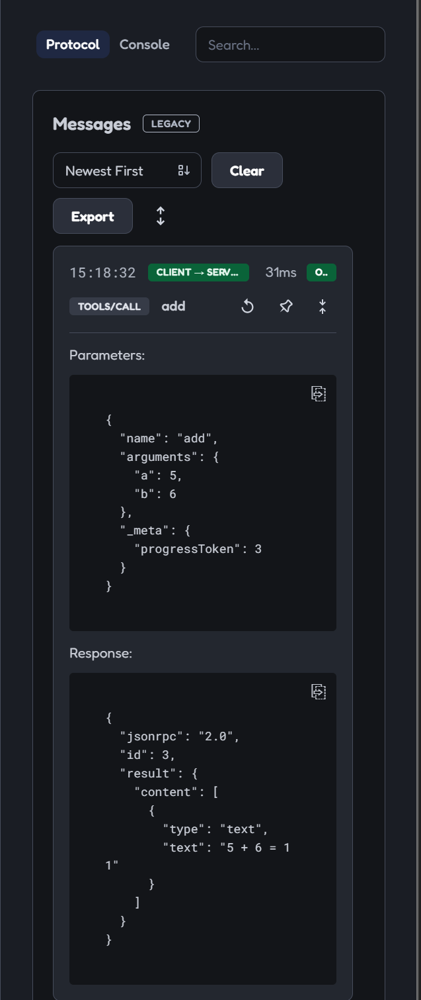 Protocol Console Search...
Messages LEGACY
Newest First Clear
Export
15:18:32 CLIENT → SERV... 31ms O..
TOOLS/CALL add
Parameters:
{
  "name": "add",
  "arguments": {
    "a": 5,
    "b": 6
  },
  "_meta": {
    "progressToken": 3
  }
}
Response:
{
  "jsonrpc": "2.0",
  "id": 3,
  "result": {
    "content": [
      {
        "type": "text",
        "text": "5 + 6 = 1
1"
      }
    ]
  }
}